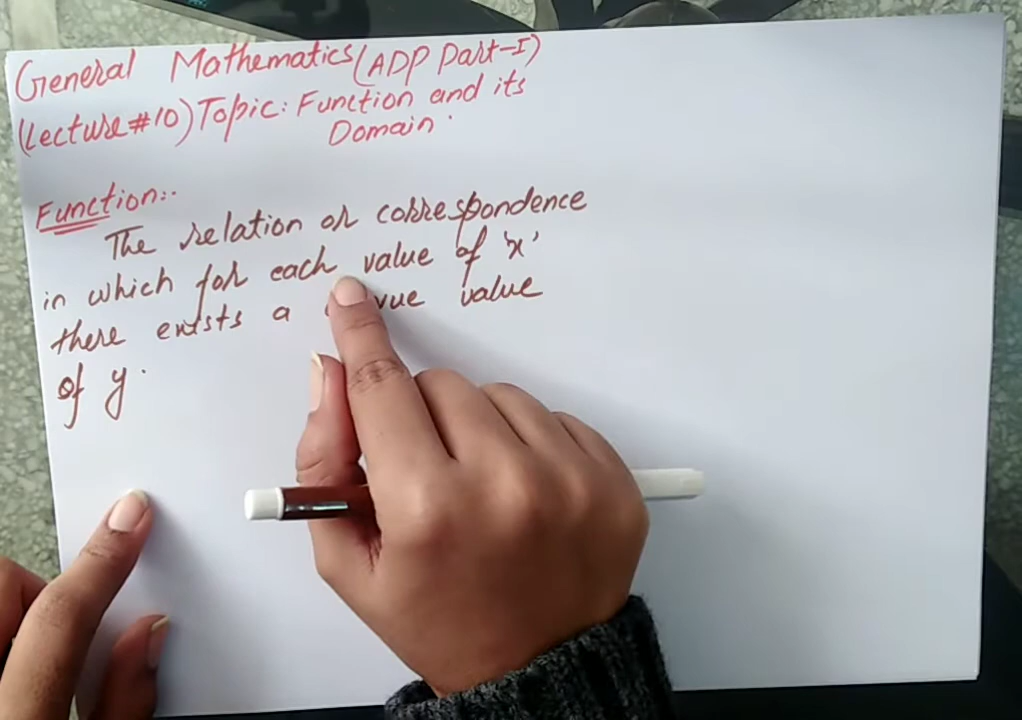 General Mathematics (ADP Part-I)
(Lecture #10) Topic: Function and its
Domain.
Function:-
The relation or correspondence
in which for each value of 'x'
there exists a value
of y.